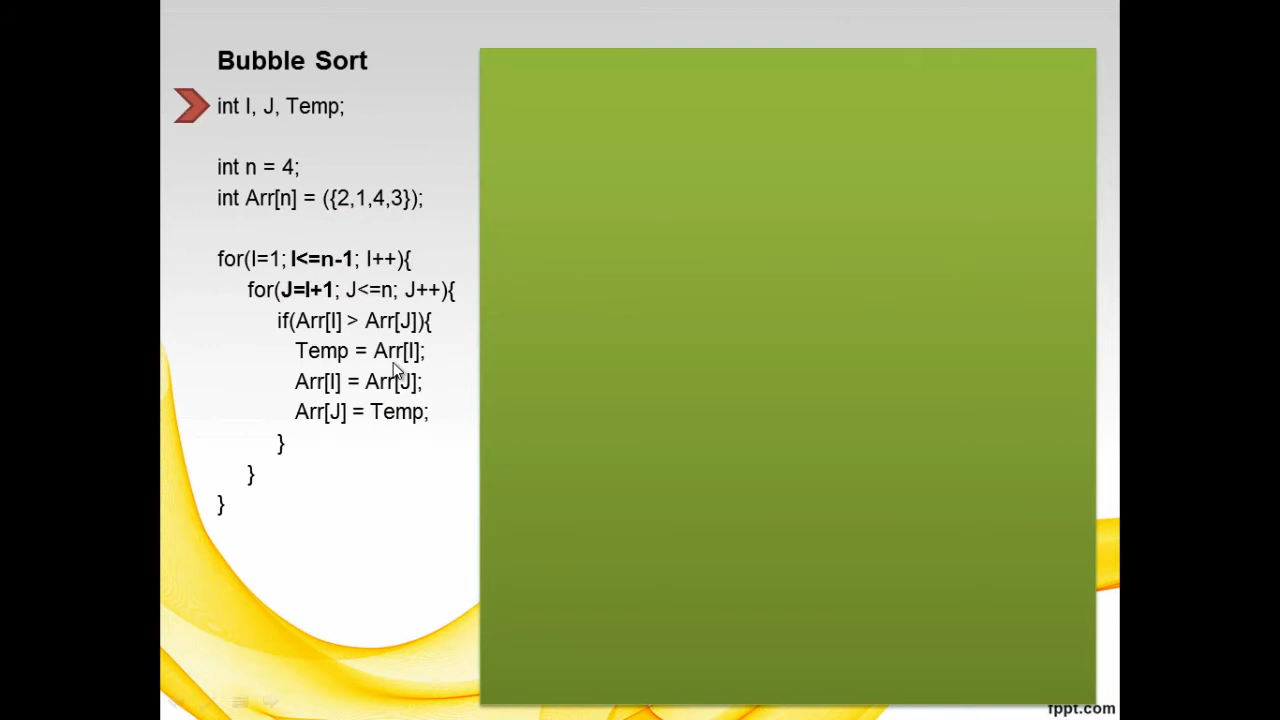 Bubble Sort
int I, J, Temp;
int n = 4;
int Arr[n] = ({2,1,4,3});
for(I=1; I<=n-1; I++){
for(J=I+1; J<=n; J++){
if(Arr[I] > Arr[J]){
Temp = Arr[I];
Arr[I] = Arr[J];
Arr[J] = Temp;
}
}
}
fppt.com